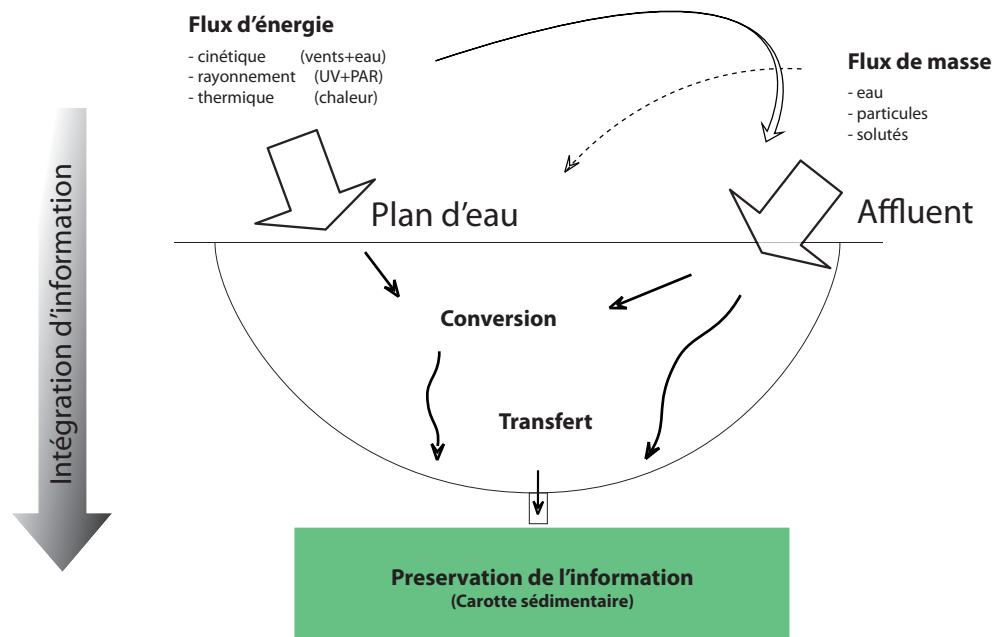 Flux d'énergie
- cinétique (vents+eau)
- rayonnement (UV+PAR)
- thermique (chaleur)
Flux de masse
- eau
- particules
- solutés
Intégration d'information
Plan d'eau
Affluent
Conversion
Transfert
Preservation de l'information
(Carotte sédimentaire)